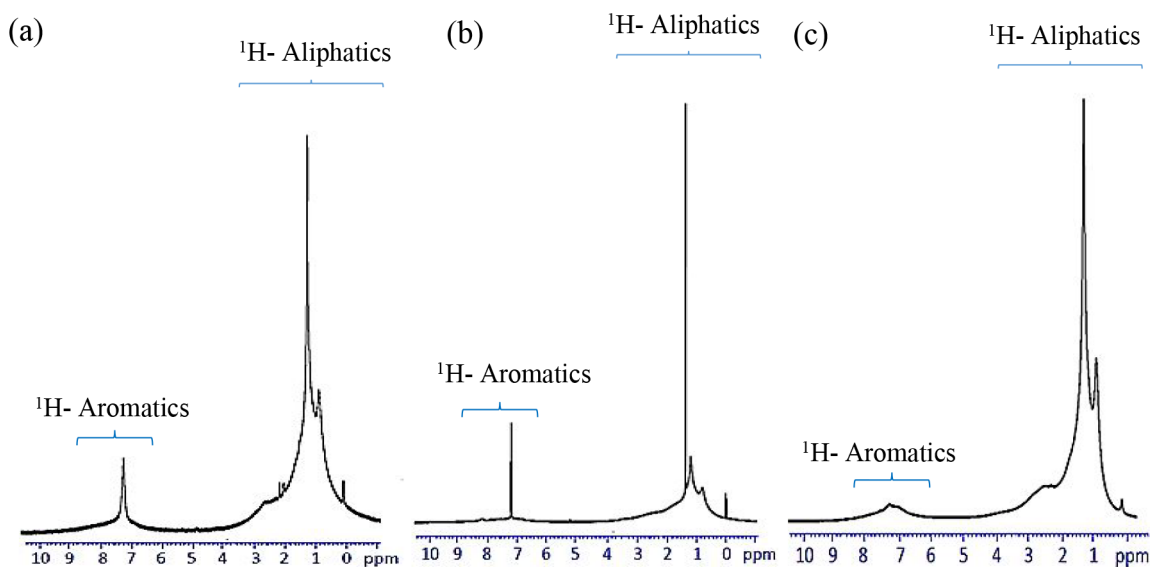 (a)
¹H- Aliphatics
¹H- Aromatics
10 9 8 7 6 5 4 3 2 1 0 ppm
(b)
¹H- Aliphatics
¹H- Aromatics
10 9 8 7 6 5 4 3 2 1 0 ppm
(c)
¹H- Aliphatics
¹H- Aromatics
10 9 8 7 6 5 4 3 2 1 ppm